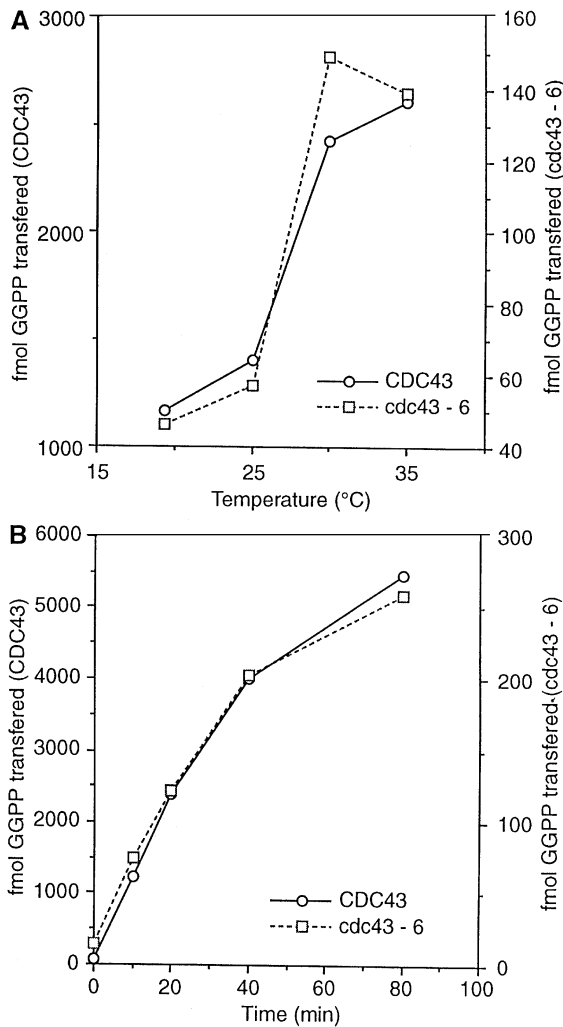 A
3000
2000
1000
fmol GGPP transfered (CDC43)
160
140
120
100
80
60
40
fmol GGPP transfered (cdc43 - 6)
CDC43
cdc43 - 6
15
25
35
Temperature (°C)
B
6000
5000
4000
3000
2000
1000
0
fmol GGPP transfered (CDC43)
300
200
100
0
fmol GGPP transfered (cdc43 - 6)
CDC43
cdc43 - 6
0
20
40
60
80
100
Time (min)